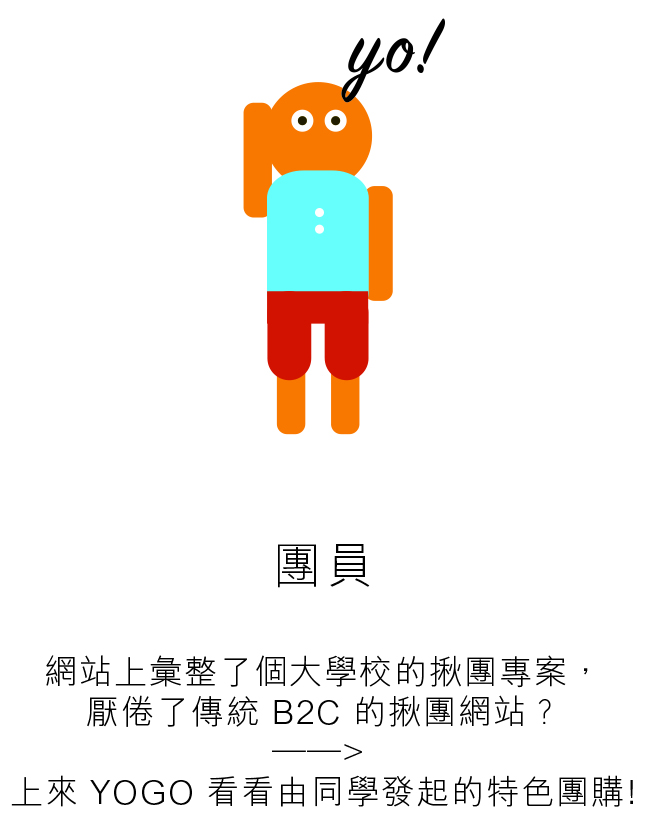 yo!
團員
網站上彙整了個大學校的揪團專案，
厭倦了傳統 B2C 的揪團網站？
——>
上來 YOGO 看看由同學發起的特色團購!